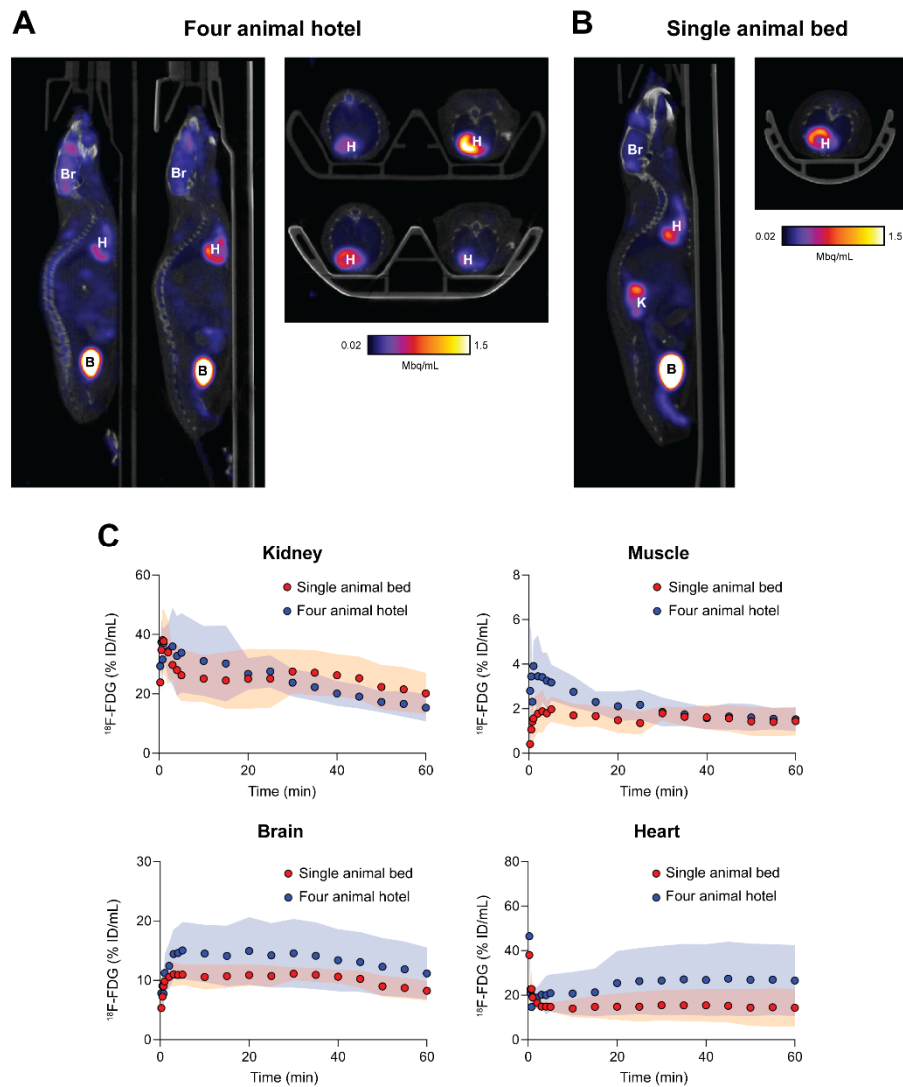 A
Four animal hotel
B
Single animal bed
Br
Br
H
H
B
B
H
H
H
H
0.02
1.5
Mbq/mL
Br
H
K
B
H
0.02
1.5
Mbq/mL
C
Kidney
Single animal bed
Four animal hotel
60
40
20
0
¹⁸F-FDG (% ID/mL)
0
20
40
60
Time (min)
Muscle
Single animal bed
Four animal hotel
8
6
4
2
0
¹⁸F-FDG (% ID/mL)
0
20
40
60
Time (min)
Brain
Single animal bed
Four animal hotel
30
20
10
0
¹⁸F-FDG (% ID/mL)
0
20
40
60
Time (min)
Heart
Single animal bed
Four animal hotel
80
60
40
20
0
¹⁸F-FDG (% ID/mL)
0
20
40
60
Time (min)